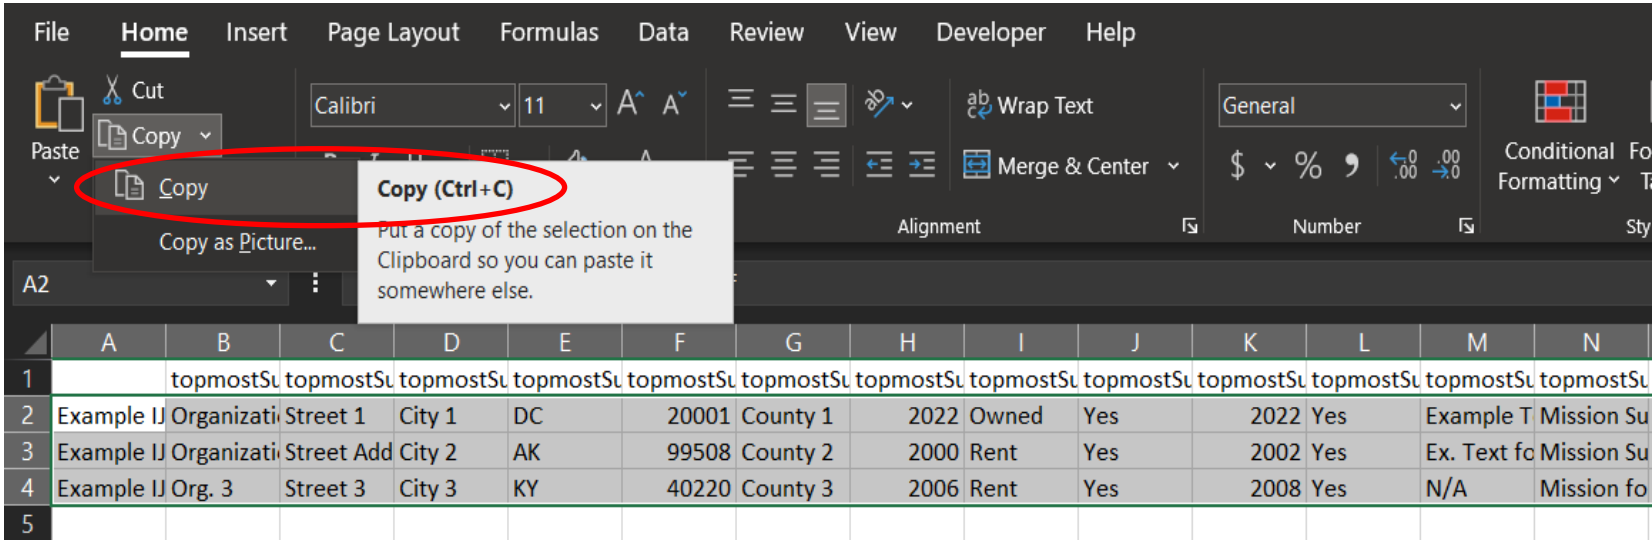 File Home Insert Page Layout Formulas Data Review View Developer Help
Cut
Copy
Paste
Calibri 11
Wrap Text
General
Merge & Center
$ % 9
Conditional
Formatting
Copy
Copy as Picture...
Copy (Ctrl+C)
Put a copy of the selection on the
Clipboard so you can paste it
somewhere else.
Alignment Number Sty
A2
A B C D E F G H I J K L M N
1 topmostSu topmostSu topmostSu topmostSu topmostSu topmostSu topmostSu topmostSu topmostSu topmostSu topmostSu topmostSu topmostSu
2 Example IJ Organizati Street 1 City 1 DC 20001 County 1 2022 Owned Yes 2022 Yes Example T Mission Su
3 Example IJ Organizati Street Add City 2 AK 99508 County 2 2000 Rent Yes 2002 Yes Ex. Text fo Mission Su
4 Example IJ Org. 3 Street 3 City 3 KY 40220 County 3 2006 Rent Yes 2008 Yes N/A Mission fo
5